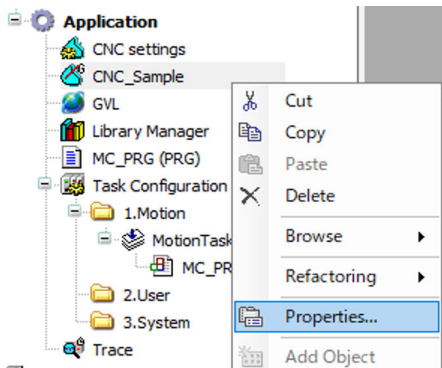 Application
CNC settings
CNC_Sample
GVL
Library Manager
MC_PRG (PRG)
Task Configuration
1.Motion
MotionTask
MC_PR
2.User
3.System
Trace
Cut
Copy
Paste
Delete
Browse
Refactoring
Properties...
Add Object